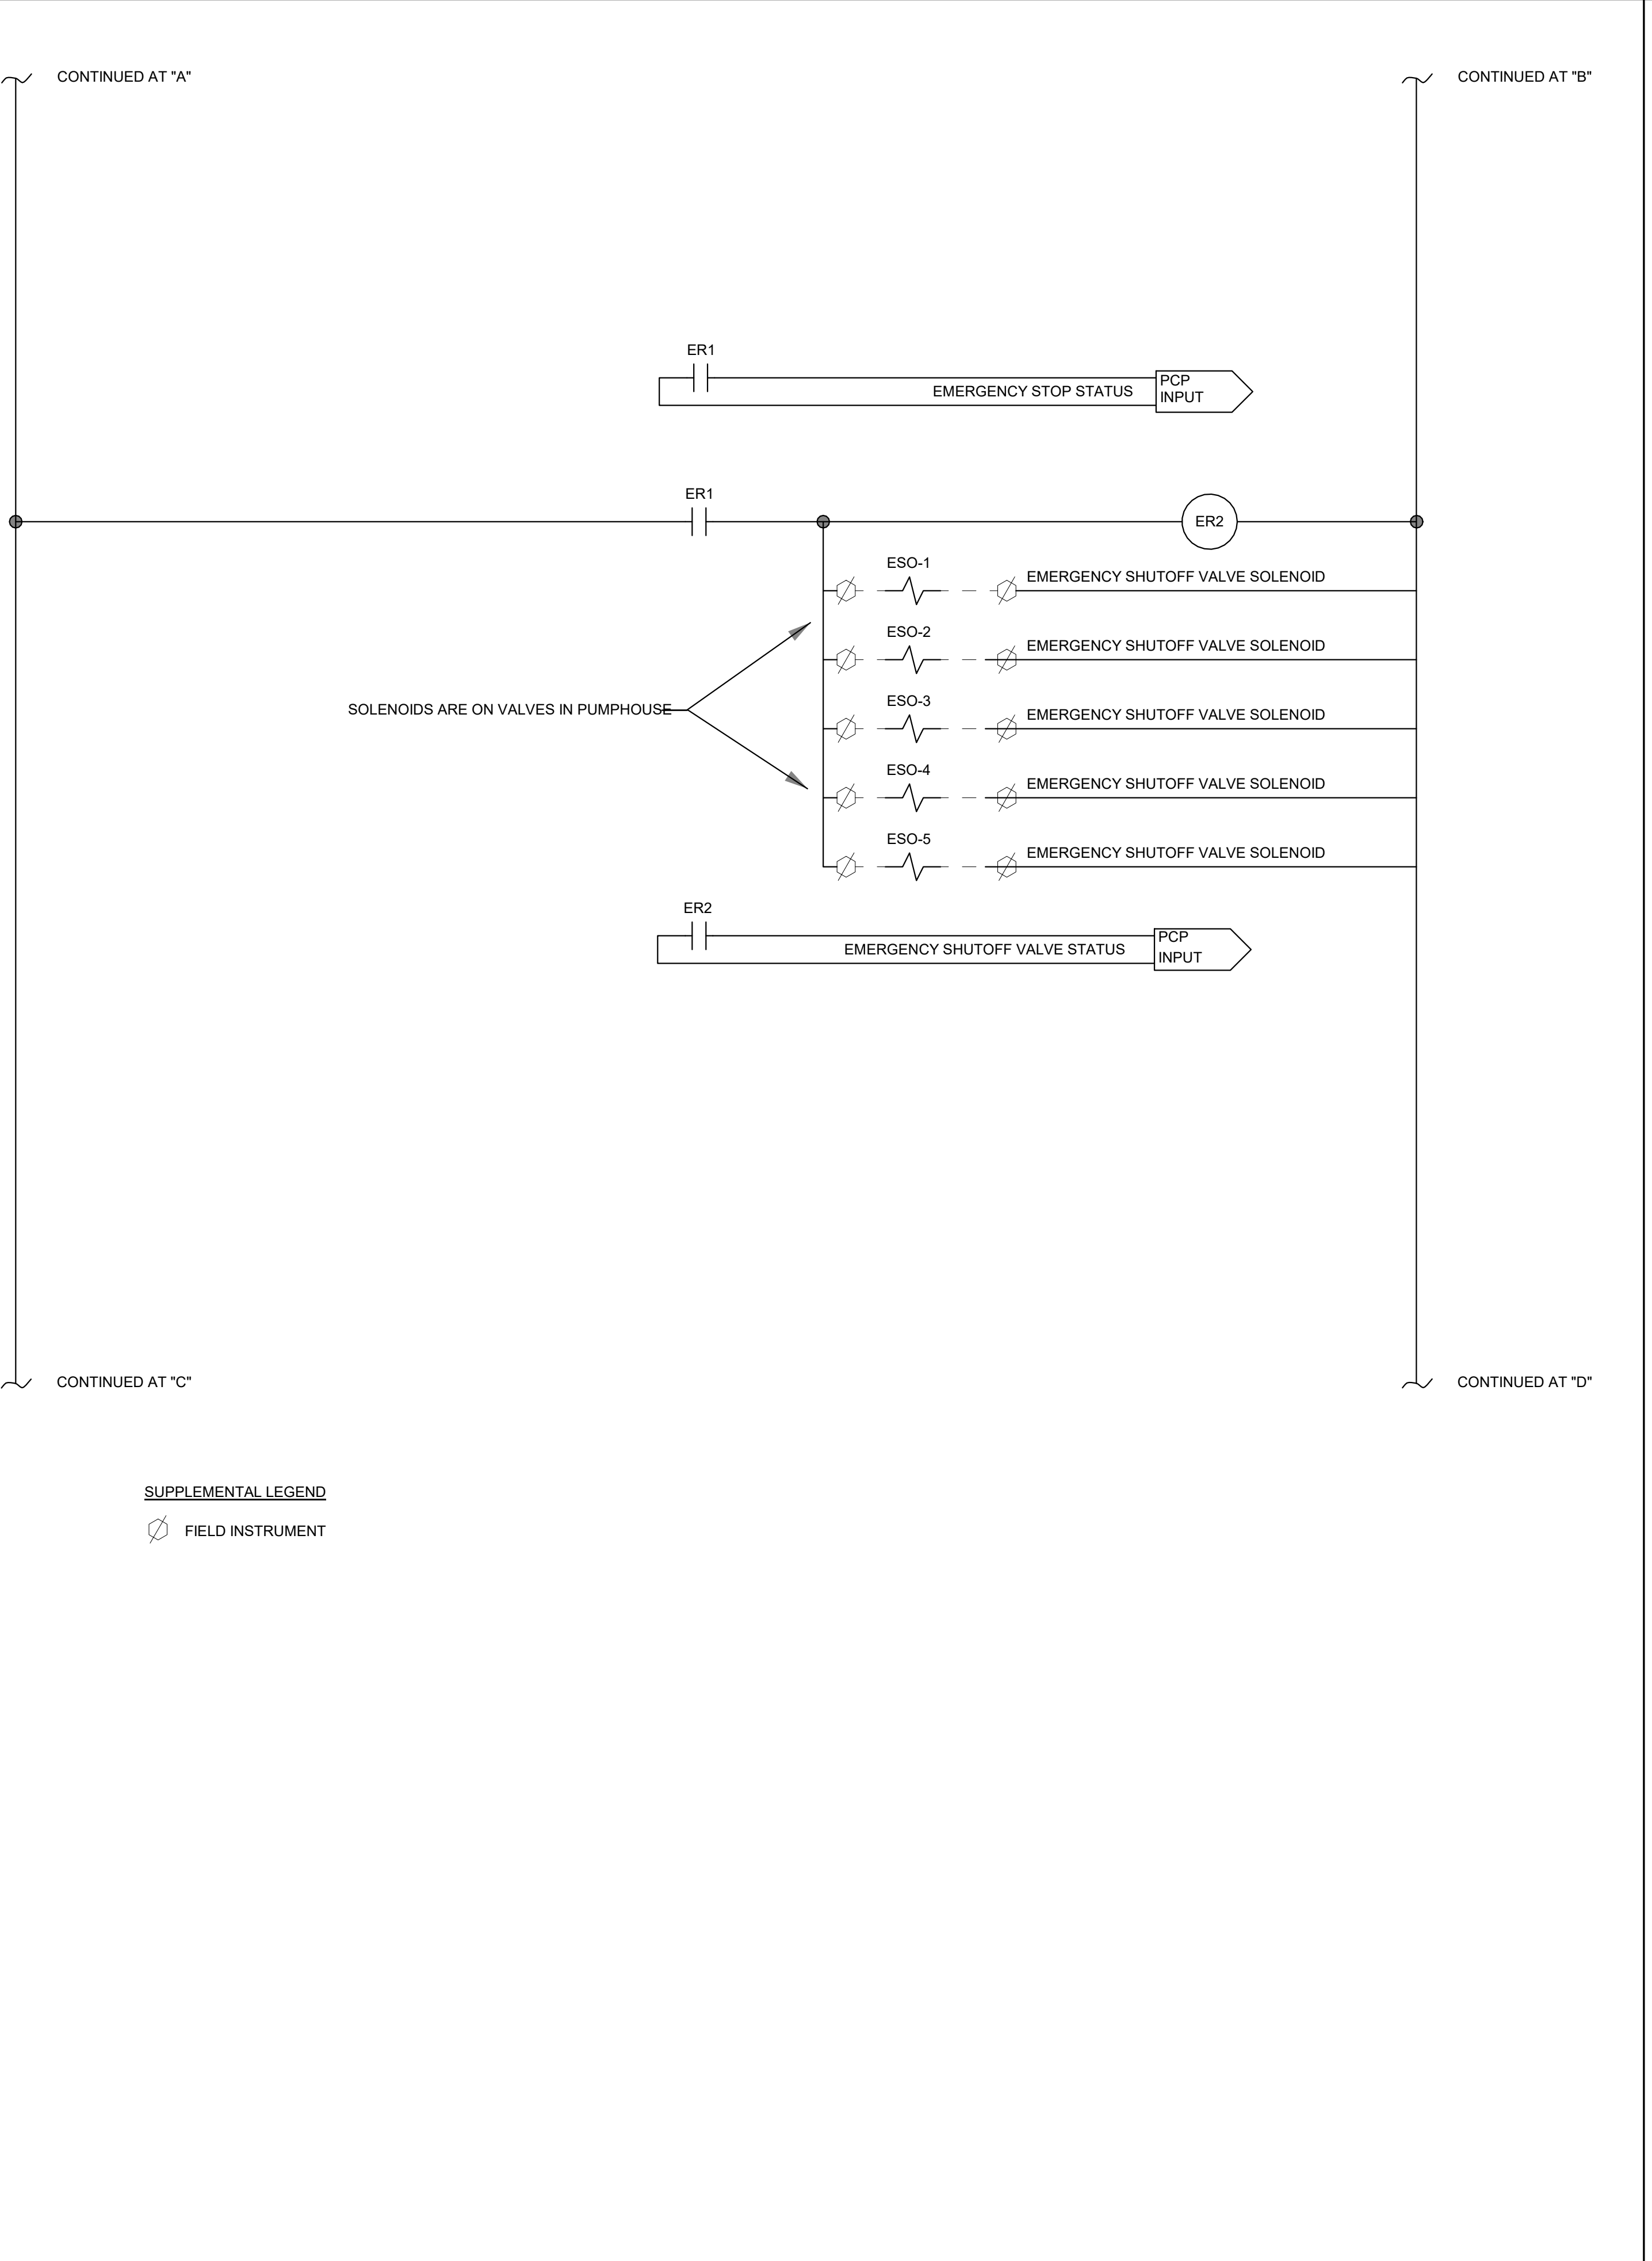 CONTINUED AT "A"
CONTINUED AT "B"
ER1
EMERGENCY STOP STATUS
PCP
INPUT
ER1
ER2
ESO-1
EMERGENCY SHUTOFF VALVE SOLENOID
ESO-2
EMERGENCY SHUTOFF VALVE SOLENOID
SOLENOIDS ARE ON VALVES IN PUMPHOUSE
ESO-3
EMERGENCY SHUTOFF VALVE SOLENOID
ESO-4
EMERGENCY SHUTOFF VALVE SOLENOID
ESO-5
EMERGENCY SHUTOFF VALVE SOLENOID
ER2
EMERGENCY SHUTOFF VALVE STATUS
PCP
INPUT
CONTINUED AT "C"
CONTINUED AT "D"
SUPPLEMENTAL LEGEND
FIELD INSTRUMENT